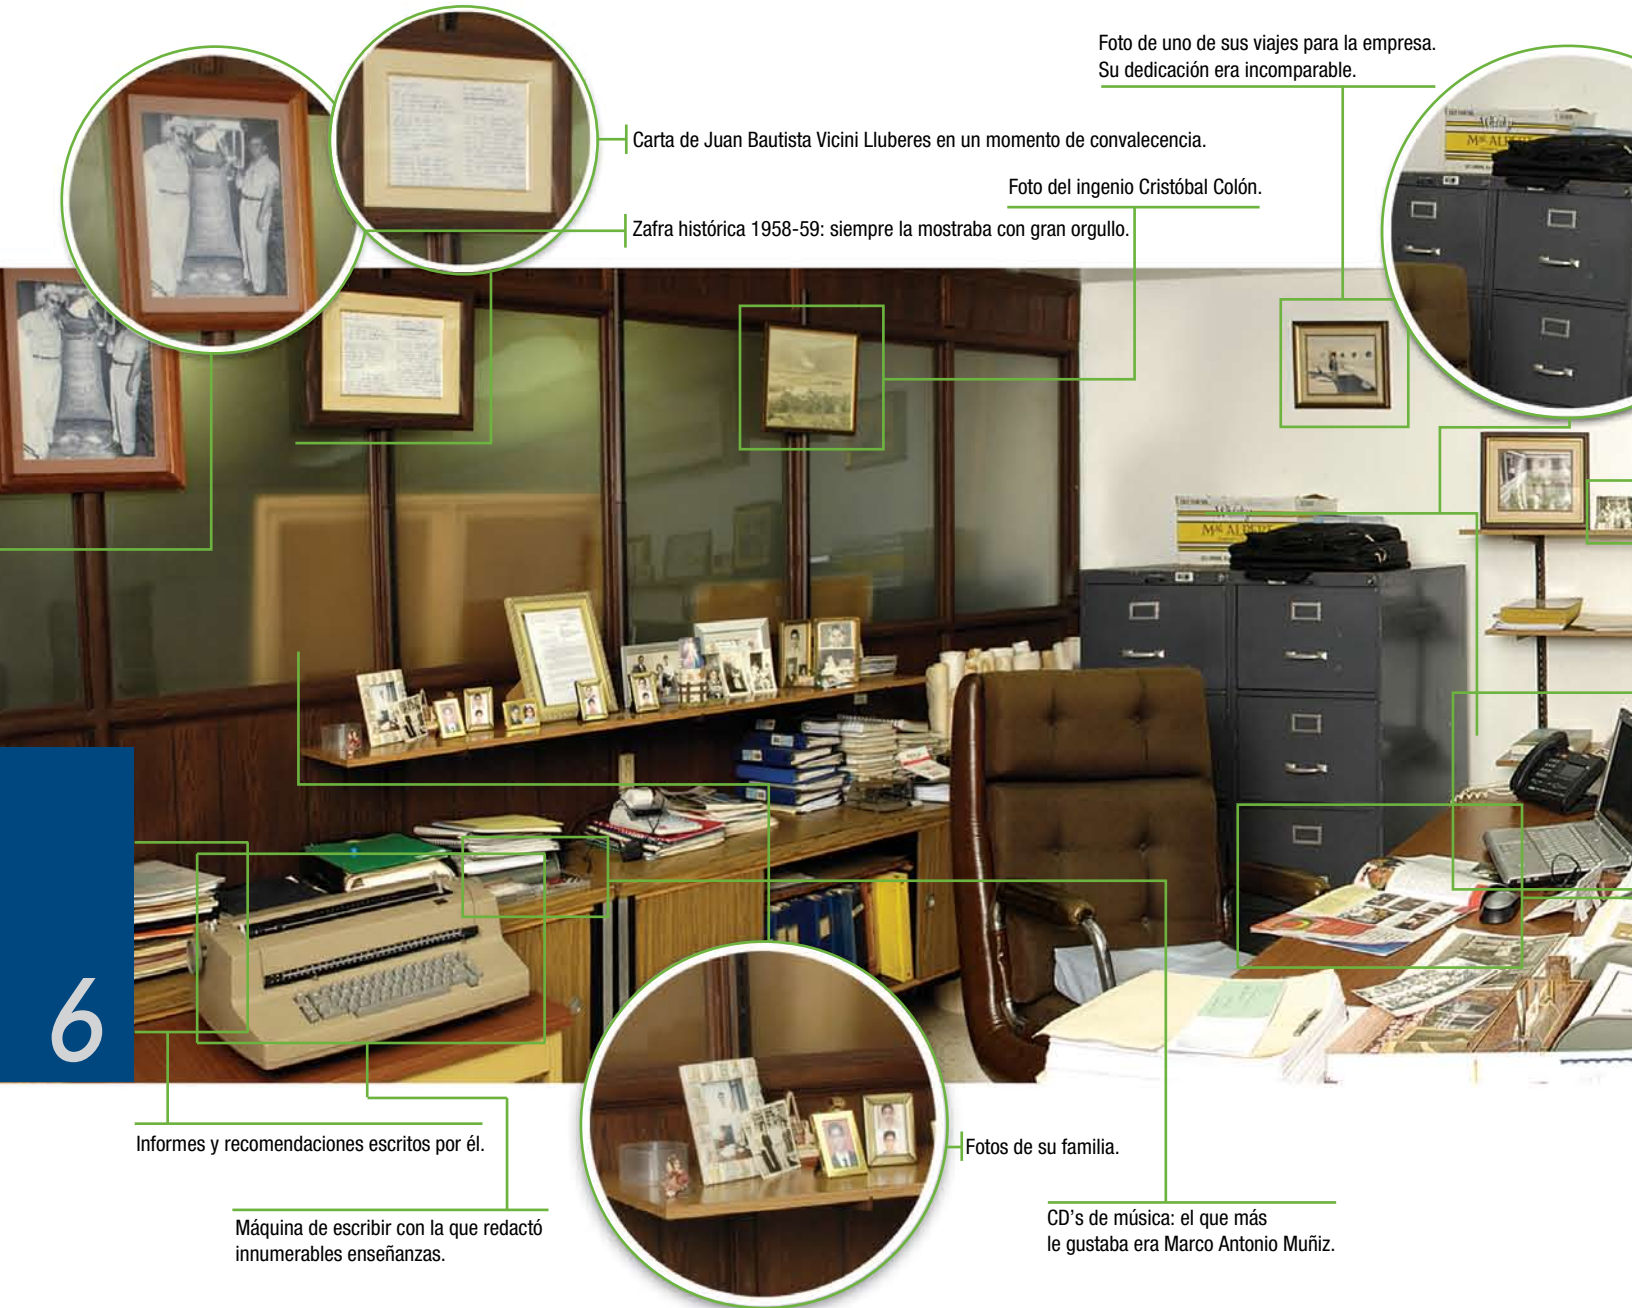 Foto de uno de sus viajes para la empresa.
Su dedicación era incomparable.
Carta de Juan Bautista Vicini Lluberes en un momento de convalecencia.
Foto del ingenio Cristóbal Colón.
Zafra histórica 1958-59: siempre la mostraba con gran orgullo.
Whisky
Whisky
6
Informes y recomendaciones escritos por él.
Fotos de su familia.
Máquina de escribir con la que redactó
innumerables enseñanzas.
CD's de música: el que más
le gustaba era Marco Antonio Muñiz.